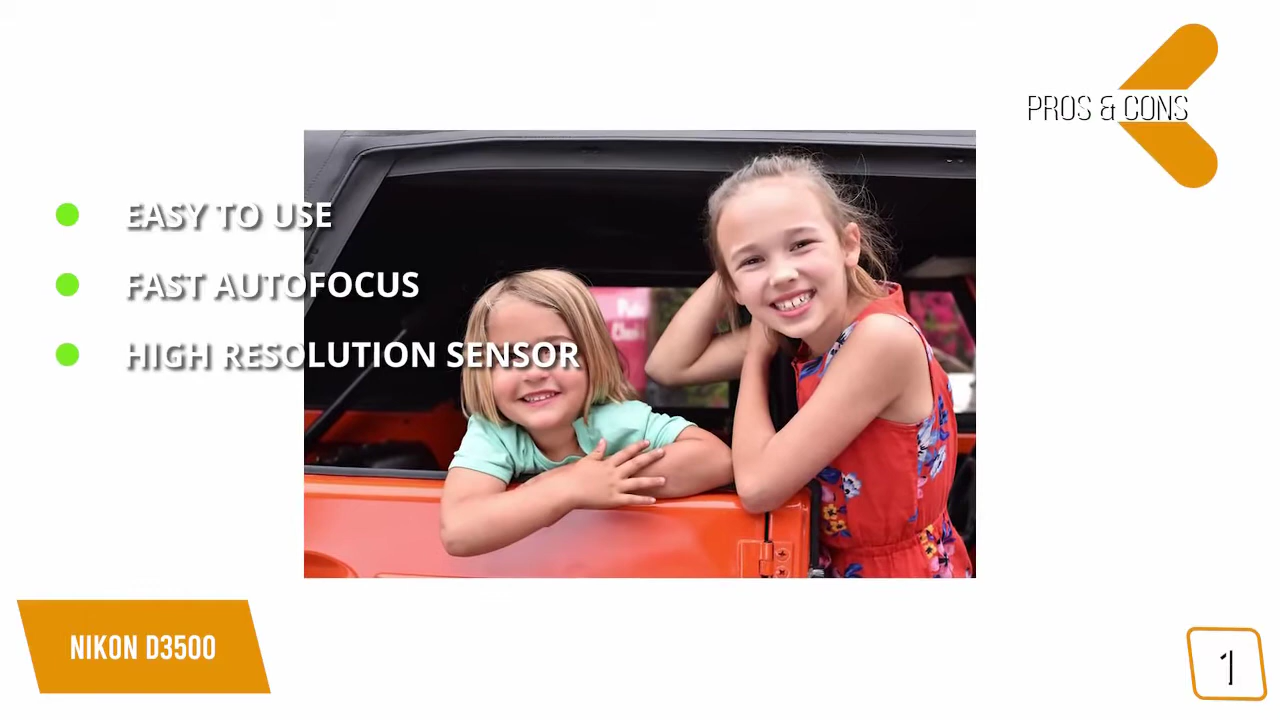 PROS & CONS
EASY TO USE
FAST AUTOFOCUS
HIGH RESOLUTION SENSOR
NIKON D3500
1